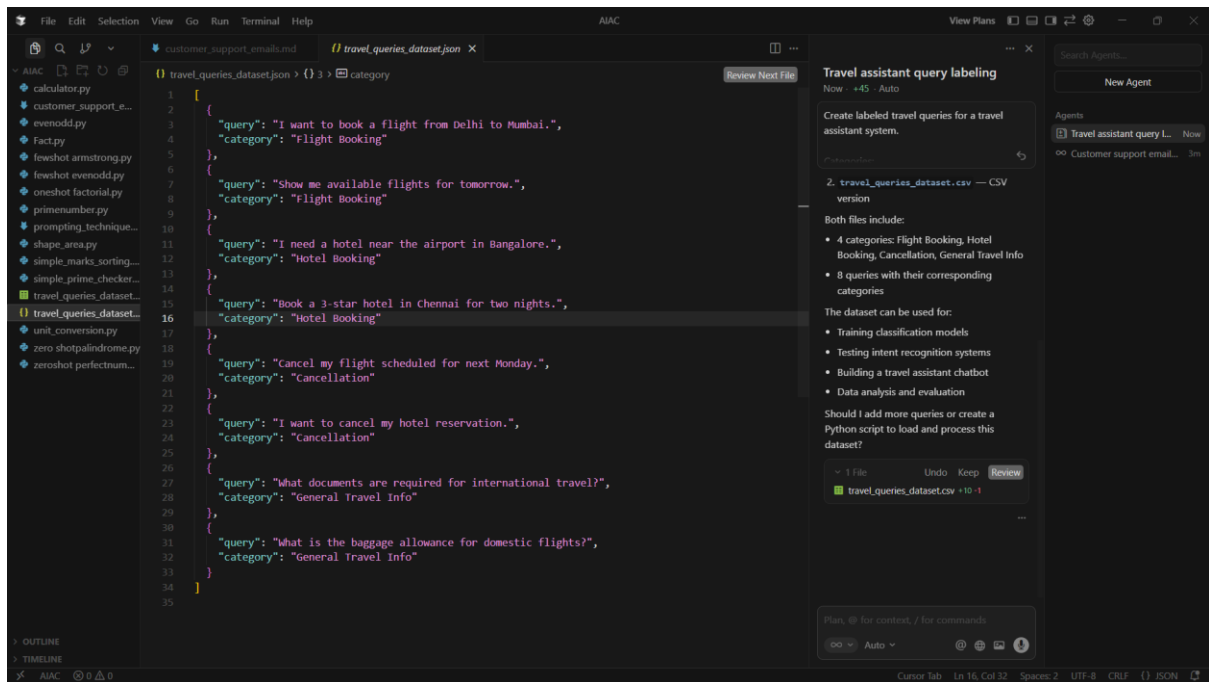 File Edit Selection View Go Run Terminal Help
AIAC
View Plans
AIAC
calculator.py
customer_support_e...
evenodd.py
Fact.py
fewshot armstrong.py
fewshot evenodd.py
oneshot factorial.py
primenumber.py
prompting_technique...
shape_area.py
simple_marks_sorting....
simple_prime_checker...
travel_queries_dataset...
travel_queries_dataset...
unit_conversion.py
zero shotpalindrome.py
zeroshot perfectnum...
OUTLINE
TIMELINE
customer_support_emails.md
{} travel_queries_dataset.json
{} travel_queries_dataset.json > {} 3 > category
Review Next File
1 [
2 {
3 "query": "I want to book a flight from Delhi to Mumbai.",
4 "category": "Flight Booking"
5 },
6 {
7 "query": "Show me available flights for tomorrow.",
8 "category": "Flight Booking"
9 },
10 {
11 "query": "I need a hotel near the airport in Bangalore.",
12 "category": "Hotel Booking"
13 },
14 {
15 "query": "Book a 3-star hotel in Chennai for two nights.",
16 "category": "Hotel Booking"
17 },
18 {
19 "query": "Cancel my flight scheduled for next Monday.",
20 "category": "Cancellation"
21 },
22 {
23 "query": "I want to cancel my hotel reservation.",
24 "category": "Cancellation"
25 },
26 {
27 "query": "What documents are required for international travel?",
28 "category": "General Travel Info"
29 },
30 {
31 "query": "What is the baggage allowance for domestic flights?",
32 "category": "General Travel Info"
33 }
34 ]
35
Travel assistant query labeling
Now · +45 · Auto
Create labeled travel queries for a travel
assistant system.
Categories:
2. travel_queries_dataset.csv — CSV
version
Both files include:
• 4 categories: Flight Booking, Hotel
Booking, Cancellation, General Travel Info
• 8 queries with their corresponding
categories
The dataset can be used for:
• Training classification models
• Testing intent recognition systems
• Building a travel assistant chatbot
• Data analysis and evaluation
Should I add more queries or create a
Python script to load and process this
dataset?
1 File Undo Keep Review
travel_queries_dataset.csv +10 -1
Plan, @ for context, / for commands
Auto
Search Agents...
New Agent
Agents
Travel assistant query l... Now
Customer support email... 3m
AIAC 0 0
Cursor Tab Ln 16, Col 32 Spaces: 2 UTF-8 CRLF {} JSON